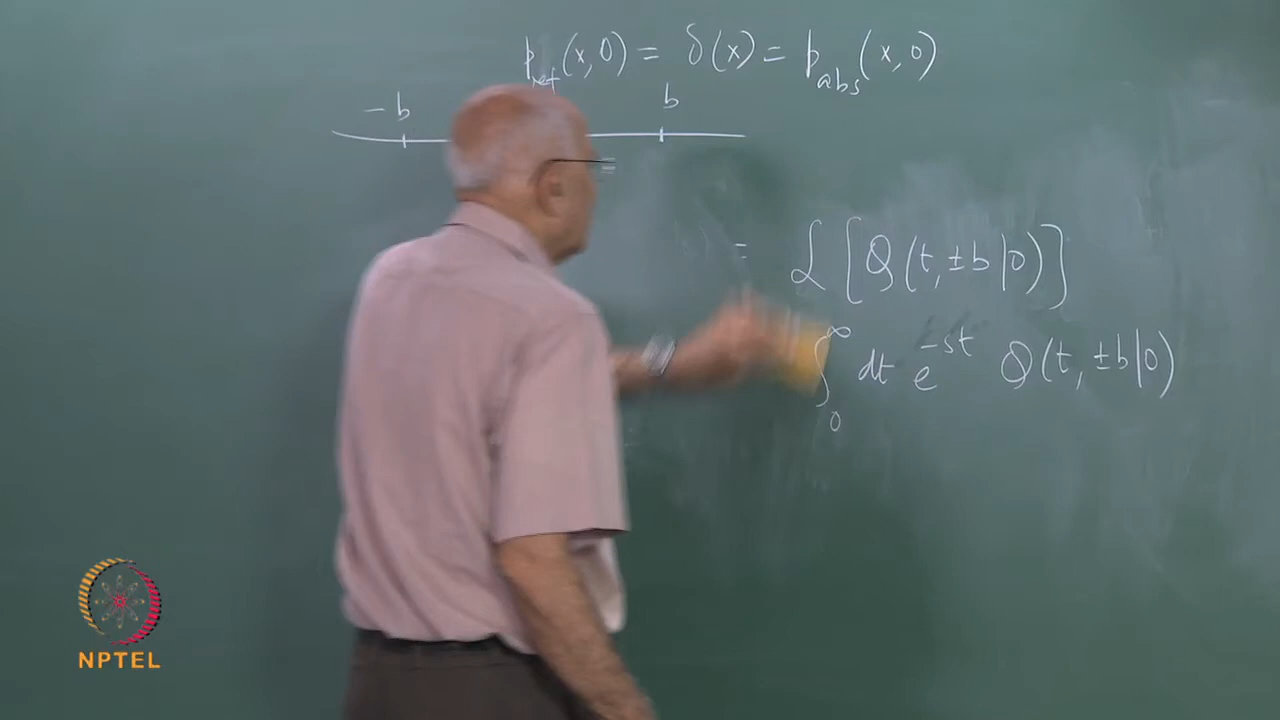 p_ref(x,0) = δ(x) = p_abs(x,0)
-b b
= ℒ[Q(t, ±b|0)]
∫_0^∞ dt e^{-st} Q(t, ±b|0)
NPTEL